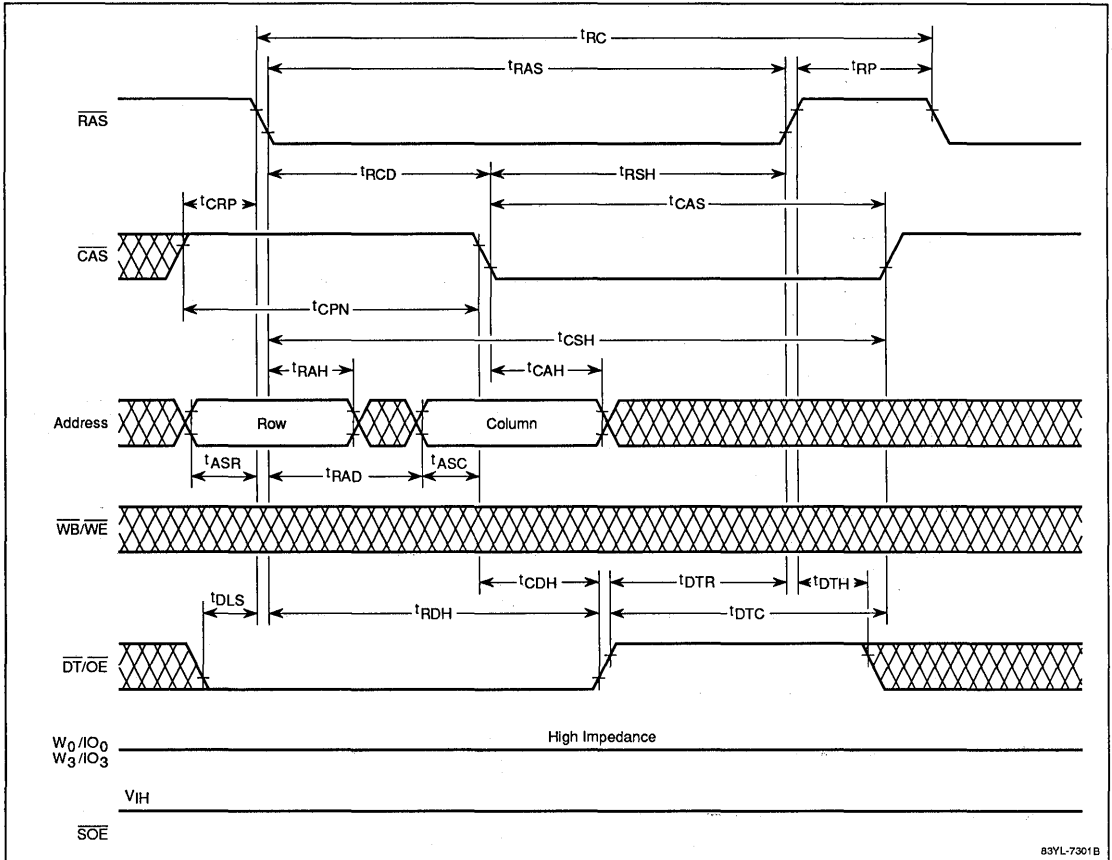 tRC
tRAS
tRP
RAS
tRCD
tRSH
tCRP
tCAS
CAS
tCPN
tCSH
tRAH
tCAH
Address
Row
Column
tASR
tRAD
tASC
WB/WE
tCDH
tDTR
tDTH
tDLS
tRDH
tDTC
DT/OE
High Impedance
W0/IO0
W3/IO3
VIH
SOE
83YL-7301B